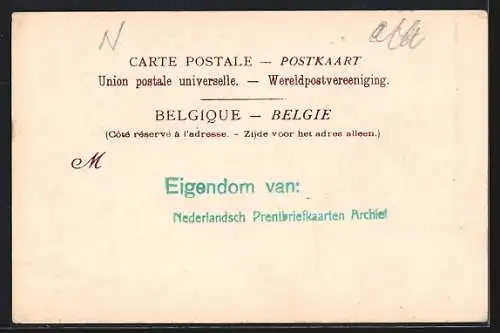 N
CARTE POSTALE — POSTKAART
Union postale universelle. — Wereldpostvereeniging.
BELGIQUE — BELGIE
(Côté réservé à l'adresse. - Zijde voor het adres alleen.)
M
Eigendom van:
Nederlandsch Prentbriefkaarten Archief